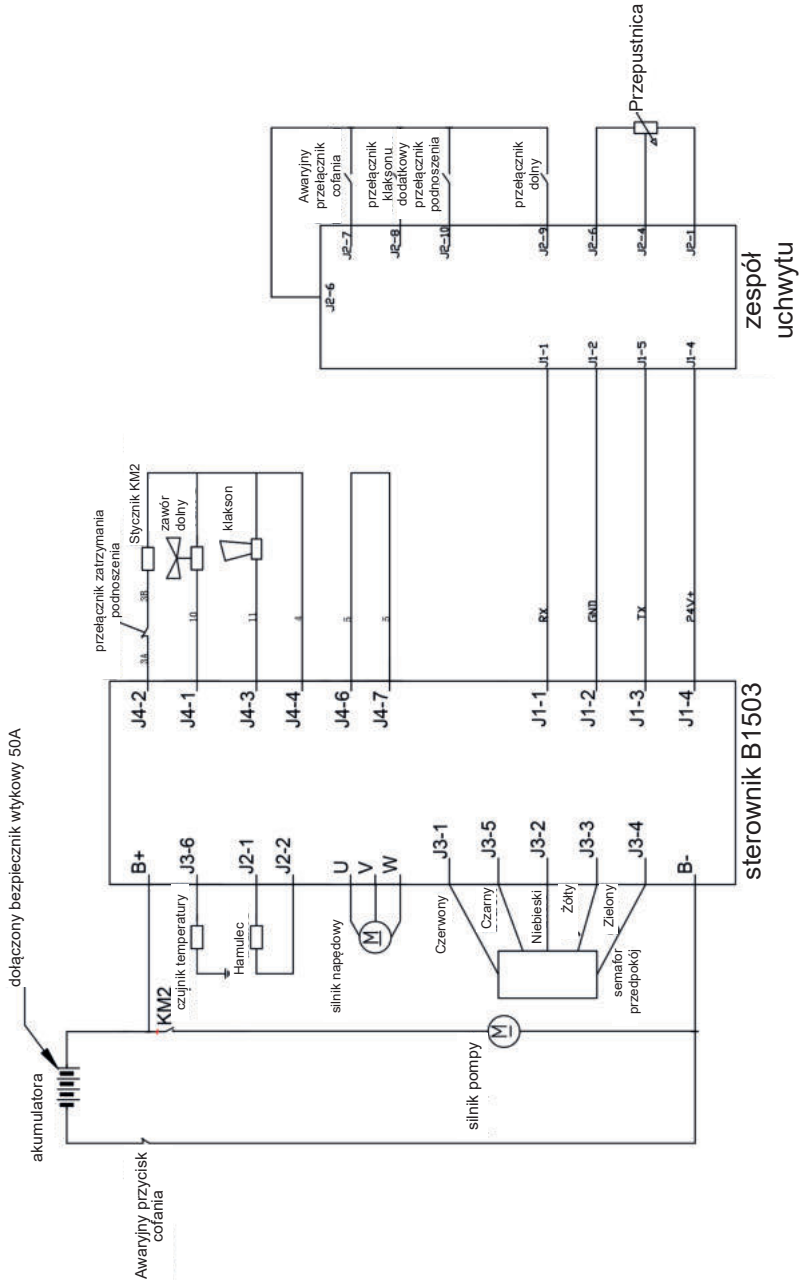 dołączony bezpiecznik wtykowy 50A
akumulatora
Awaryjny przycisk
cofania
KM2
silnik pompy
M
B+
J3-6
czujnik temperatury
J2-1
J2-2
Hamulec
U
V
W
silnik napędowy
M
J3-1
J3-5
J3-2
J3-3
J3-4
Czerwony
Czarny
Niebieski
Żółty
Zielony
semafor
przedpokój
B-
sterownik B1503
J4-2
J4-1
J4-3
J4-4
J4-6
J4-7
J1-1
J1-2
J1-3
J1-4
przełącznik zatrzymania
podnoszenia
3A
3B
Stycznik KM2
10
zawór
dolny
11
klakson
4
5
5
RX
GND
TX
24V+
J1-1
J1-2
J1-5
J1-4
zespół
uchwytu
J2-6
J2-7
J2-8
J2-10
J2-9
J2-6
J2-4
J2-1
Awaryjny
przełącznik
cofania
przełącznik
klaksonu
dodatkowy
przełącznik
podnoszenia
przełącznik
dolny
Przepustnica